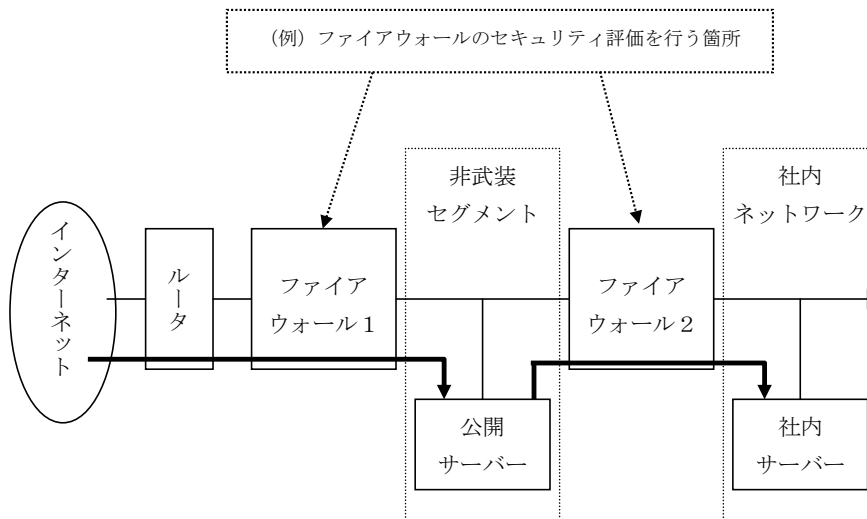 （例）ファイアウォールのセキュリティ評価を行う箇所
非武装
セグメント
社内
ネットワーク
インターネット
ルータ
ファイア
ウォール１
ファイア
ウォール２
公開
サーバー
社内
サーバー